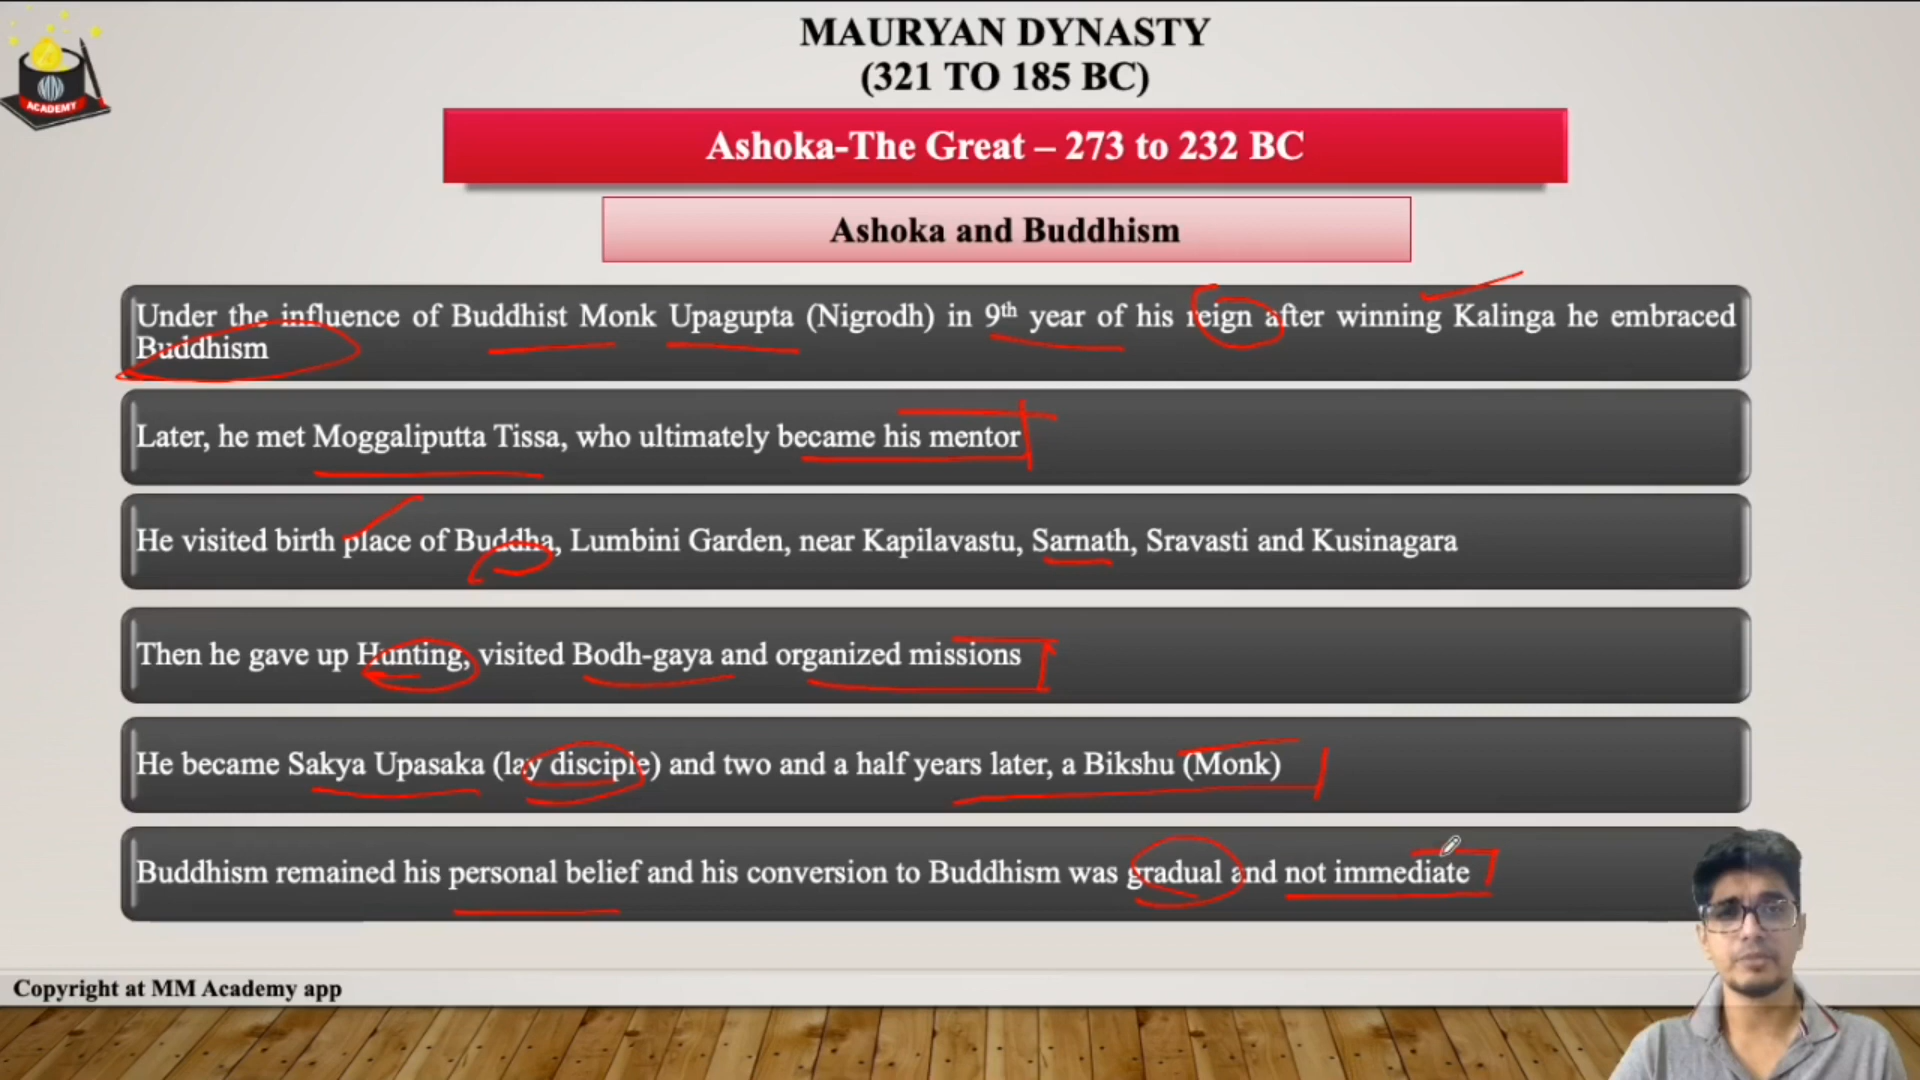 MAURYAN DYNASTY
(321 TO 185 BC)
MM
ACADEMY
Ashoka-The Great – 273 to 232 BC
Ashoka and Buddhism
Under the influence of Buddhist Monk Upagupta (Nigrodh) in 9th year of his reign after winning Kalinga he embraced
Buddhism
Later, he met Moggaliputta Tissa, who ultimately became his mentor
He visited birth place of Buddha, Lumbini Garden, near Kapilavastu, Sarnath, Sravasti and Kusinagara
Then he gave up Hunting, visited Bodh-gaya and organized missions
He became Sakya Upasaka (lay disciple) and two and a half years later, a Bikshu (Monk)
Buddhism remained his personal belief and his conversion to Buddhism was gradual and not immediate
Copyright at MM Academy app